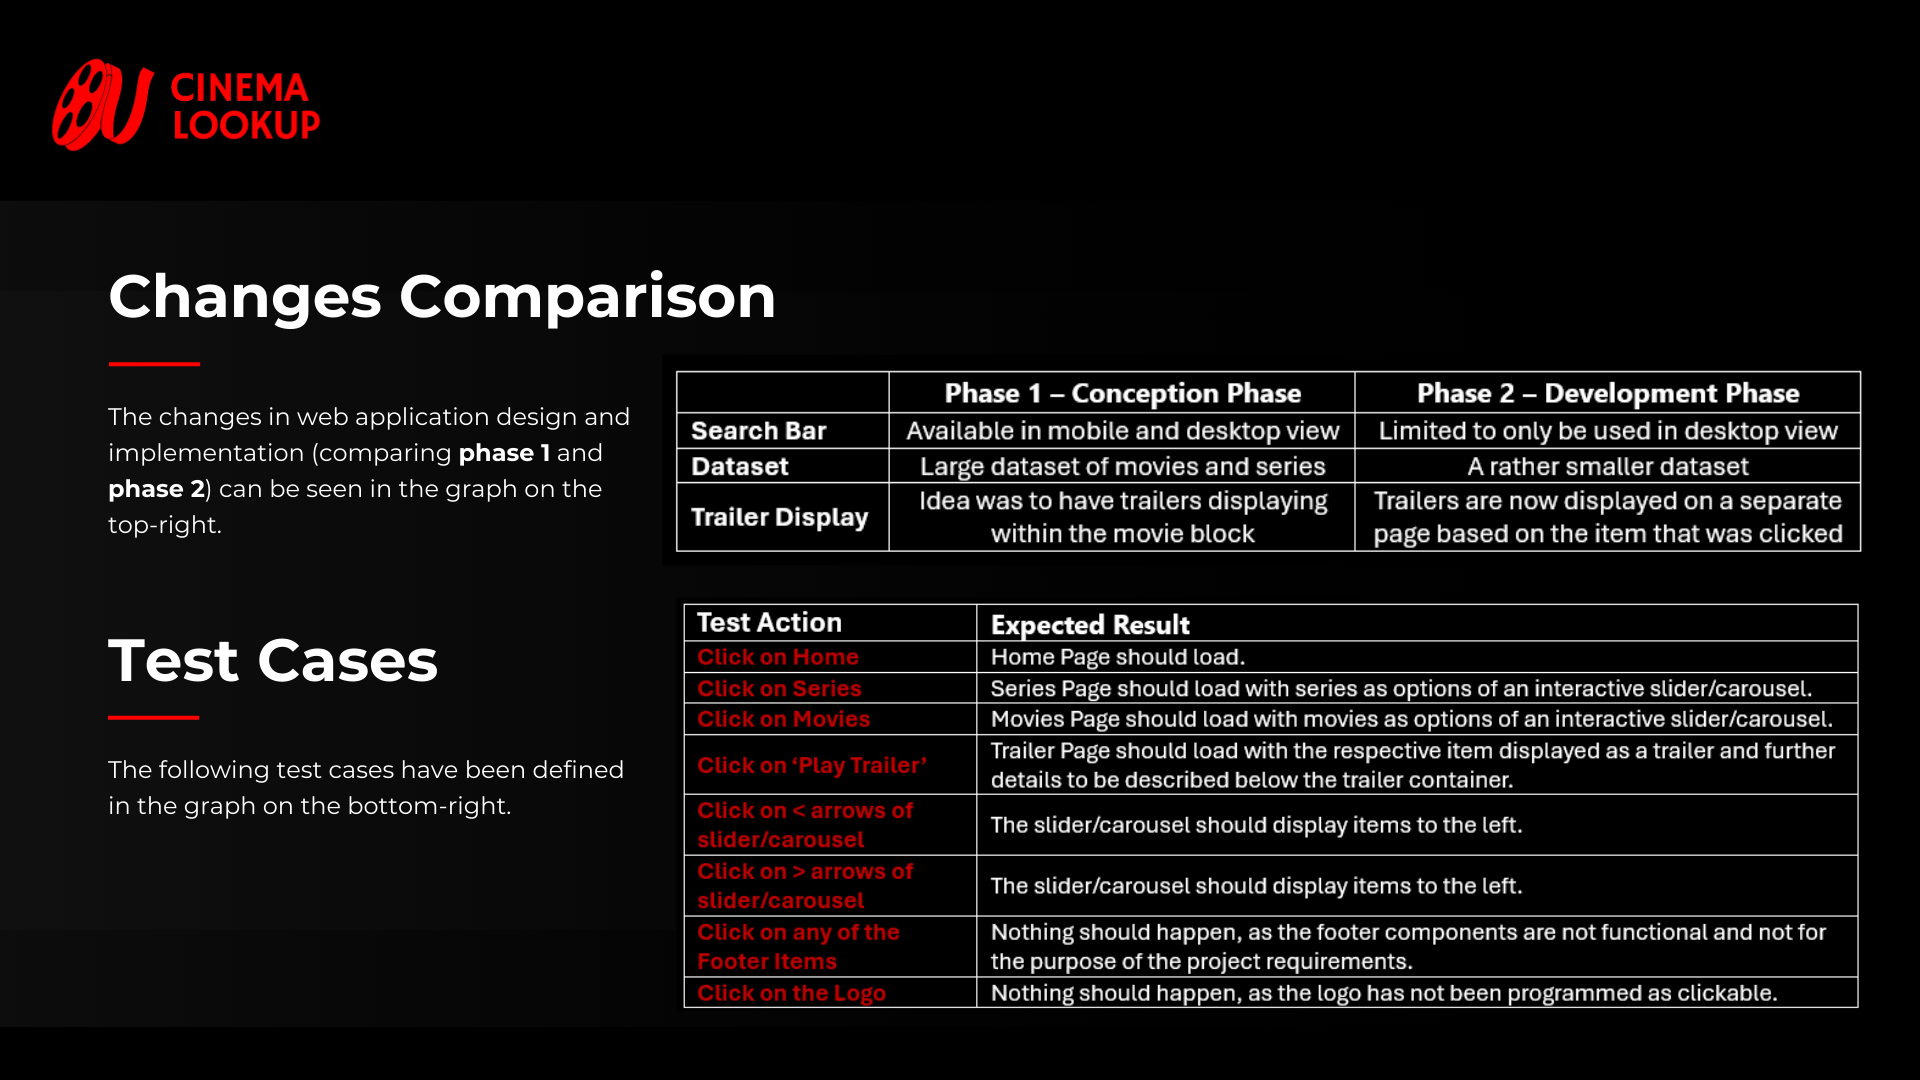 CINEMA
LOOKUP
Changes Comparison
The changes in web application design and
implementation (comparing phase 1 and
phase 2) can be seen in the graph on the
top-right.
Phase 1 – Conception Phase
Phase 2 – Development Phase
Search Bar
Available in mobile and desktop view
Limited to only be used in desktop view
Dataset
Large dataset of movies and series
A rather smaller dataset
Trailer Display
Idea was to have trailers displaying
within the movie block
Trailers are now displayed on a separate
page based on the item that was clicked
Test Cases
The following test cases have been defined
in the graph on the bottom-right.
Test Action
Expected Result
Click on Home
Home Page should load.
Click on Series
Series Page should load with series as options of an interactive slider/carousel.
Click on Movies
Movies Page should load with movies as options of an interactive slider/carousel.
Click on ‘Play Trailer’
Trailer Page should load with the respective item displayed as a trailer and further
details to be described below the trailer container.
Click on < arrows of
slider/carousel
The slider/carousel should display items to the left.
Click on > arrows of
slider/carousel
The slider/carousel should display items to the left.
Click on any of the
Footer Items
Nothing should happen, as the footer components are not functional and not for
the purpose of the project requirements.
Click on the Logo
Nothing should happen, as the logo has not been programmed as clickable.